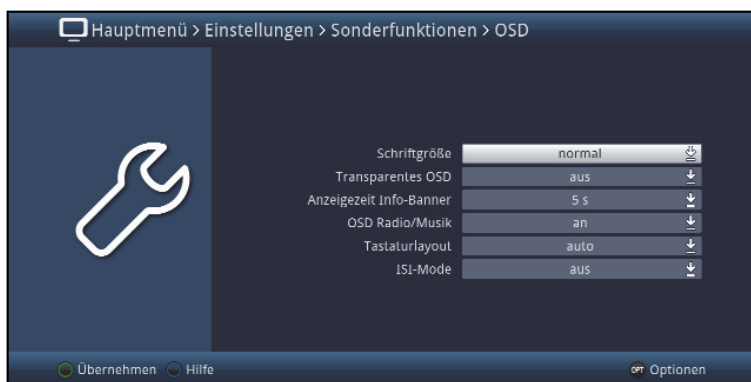 Hauptmenü > Einstellungen > Sonderfunktionen > OSD
Schriftgröße normal
Transparentes OSD aus
Anzeigezeit Info-Banner 5 s
OSD Radio/Musik an
Tastaturlayout auto
ISI-Mode aus
Übernehmen Hilfe OPT Optionen